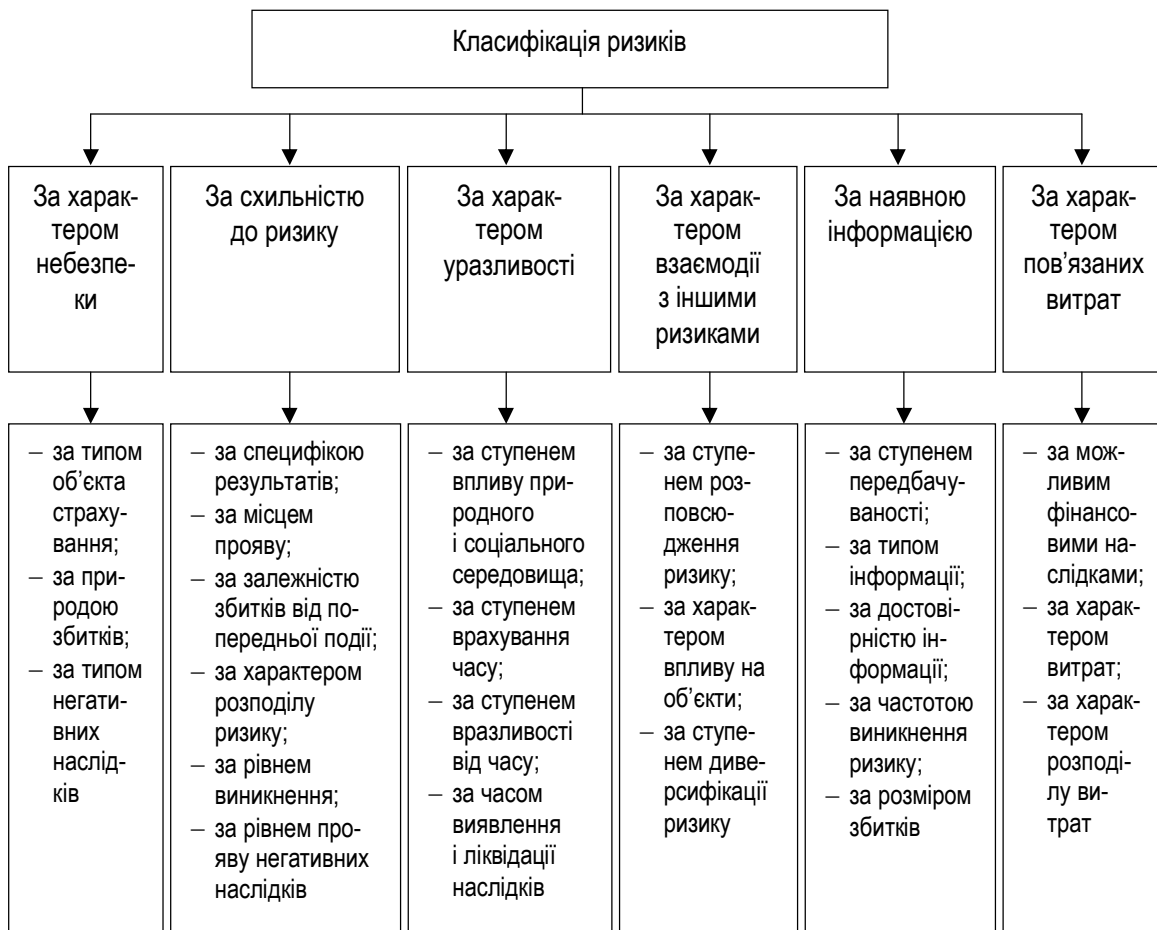 Класифікація ризиків
За харак-
тером
небезпе-
ки
За схильністю
до ризику
За харак-
тером
уразливості
За харак-
тером
взаємодії
з іншими
ризиками
За наявною
інформацією
За харак-
тером
пов’язаних
витрат
– за типом
об’єкта
страху-
вання;
– за при-
родою
збитків;
– за типом
негати-
вних
наслід-
ків
– за специфікою
результатів;
– за місцем
прояву;
– за залежністю
збитків від по-
передньої події;
– за характером
розподілу
ризику;
– за рівнем
виникнення;
– за рівнем про-
яву негативних
наслідків
– за ступенем
впливу при-
родного
і соціального
середовища;
– за ступенем
врахування
часу;
– за ступенем
вразливості
від часу;
– за часом
виявлення
і ліквідації
наслідків
– за ступе-
нем роз-
повсю-
дження
ризику;
– за харак-
тером
впливу на
об’єкти;
– за ступе-
нем диве-
рсифікації
ризику
– за ступенем
передбачу-
ваності;
– за типом
інформації;
– за достові-
рністю ін-
формації;
– за частотою
виникнення
ризику;
– за розміром
збитків
– за мож-
ливим
фінансо-
вими на-
слідками;
– за харак-
тером
витрат;
– за харак-
тером
розподі-
лу ви-
трат